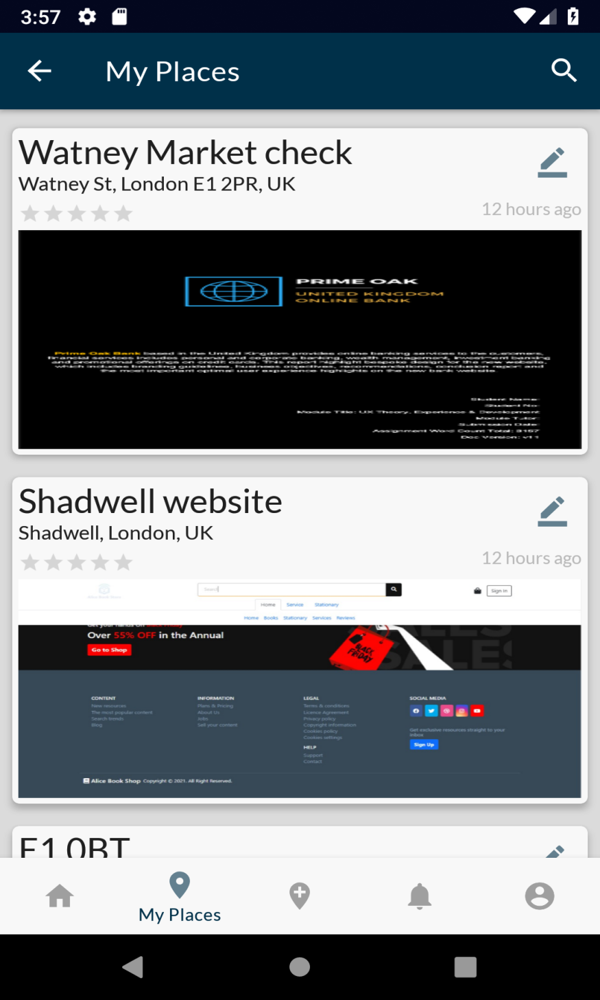 3:57
My Places
Watney Market check
Watney St, London E1 2PR, UK
12 hours ago
PRIME OAK
UNITED KINGDOM
ONLINE BANK
Prime Oak Bank based in the United Kingdom provides online banking services to the customers,
financial services includes personal and corporate banking, wealth management, investment banking
and promotional offerings on credit cards. This report highlight bespoke design for the new website,
which includes branding guidelines, business objectives, recommendations, conclusion report and
the most important optimal user experience highlights on the new bank website.
Student Name:
Student No:
Module Title: UX Theory, Experience & Development
Module Tutor:
Submission Date:
Assignment Word Count Total: 3157
Doc Version: v11
Shadwell website
Shadwell, London, UK
12 hours ago
Alice Book Shop
Search
Sign In
Home Service Stationary
Home Books Stationary Services Reviews
Get your hands On Black Friday
Over 55% OFF in the Annual
Go to Shop
BLACK FRIDAY
SALES
SALES
CONTENT
New resources
The most popular content
Search trends
Blog
INFORMATION
Plans & Pricing
About Us
Jobs
Sell your content
LEGAL
Terms & conditions
Licence Agreement
Privacy policy
Copyright information
Cookies policy
Cookies settings
HELP
Support
Contact
SOCIAL MEDIA
Get exclusive resources straight to your
inbox
Sign Up
Alice Book Shop Copyright © 2021. All Right Reserved.
E1 0BT
My Places